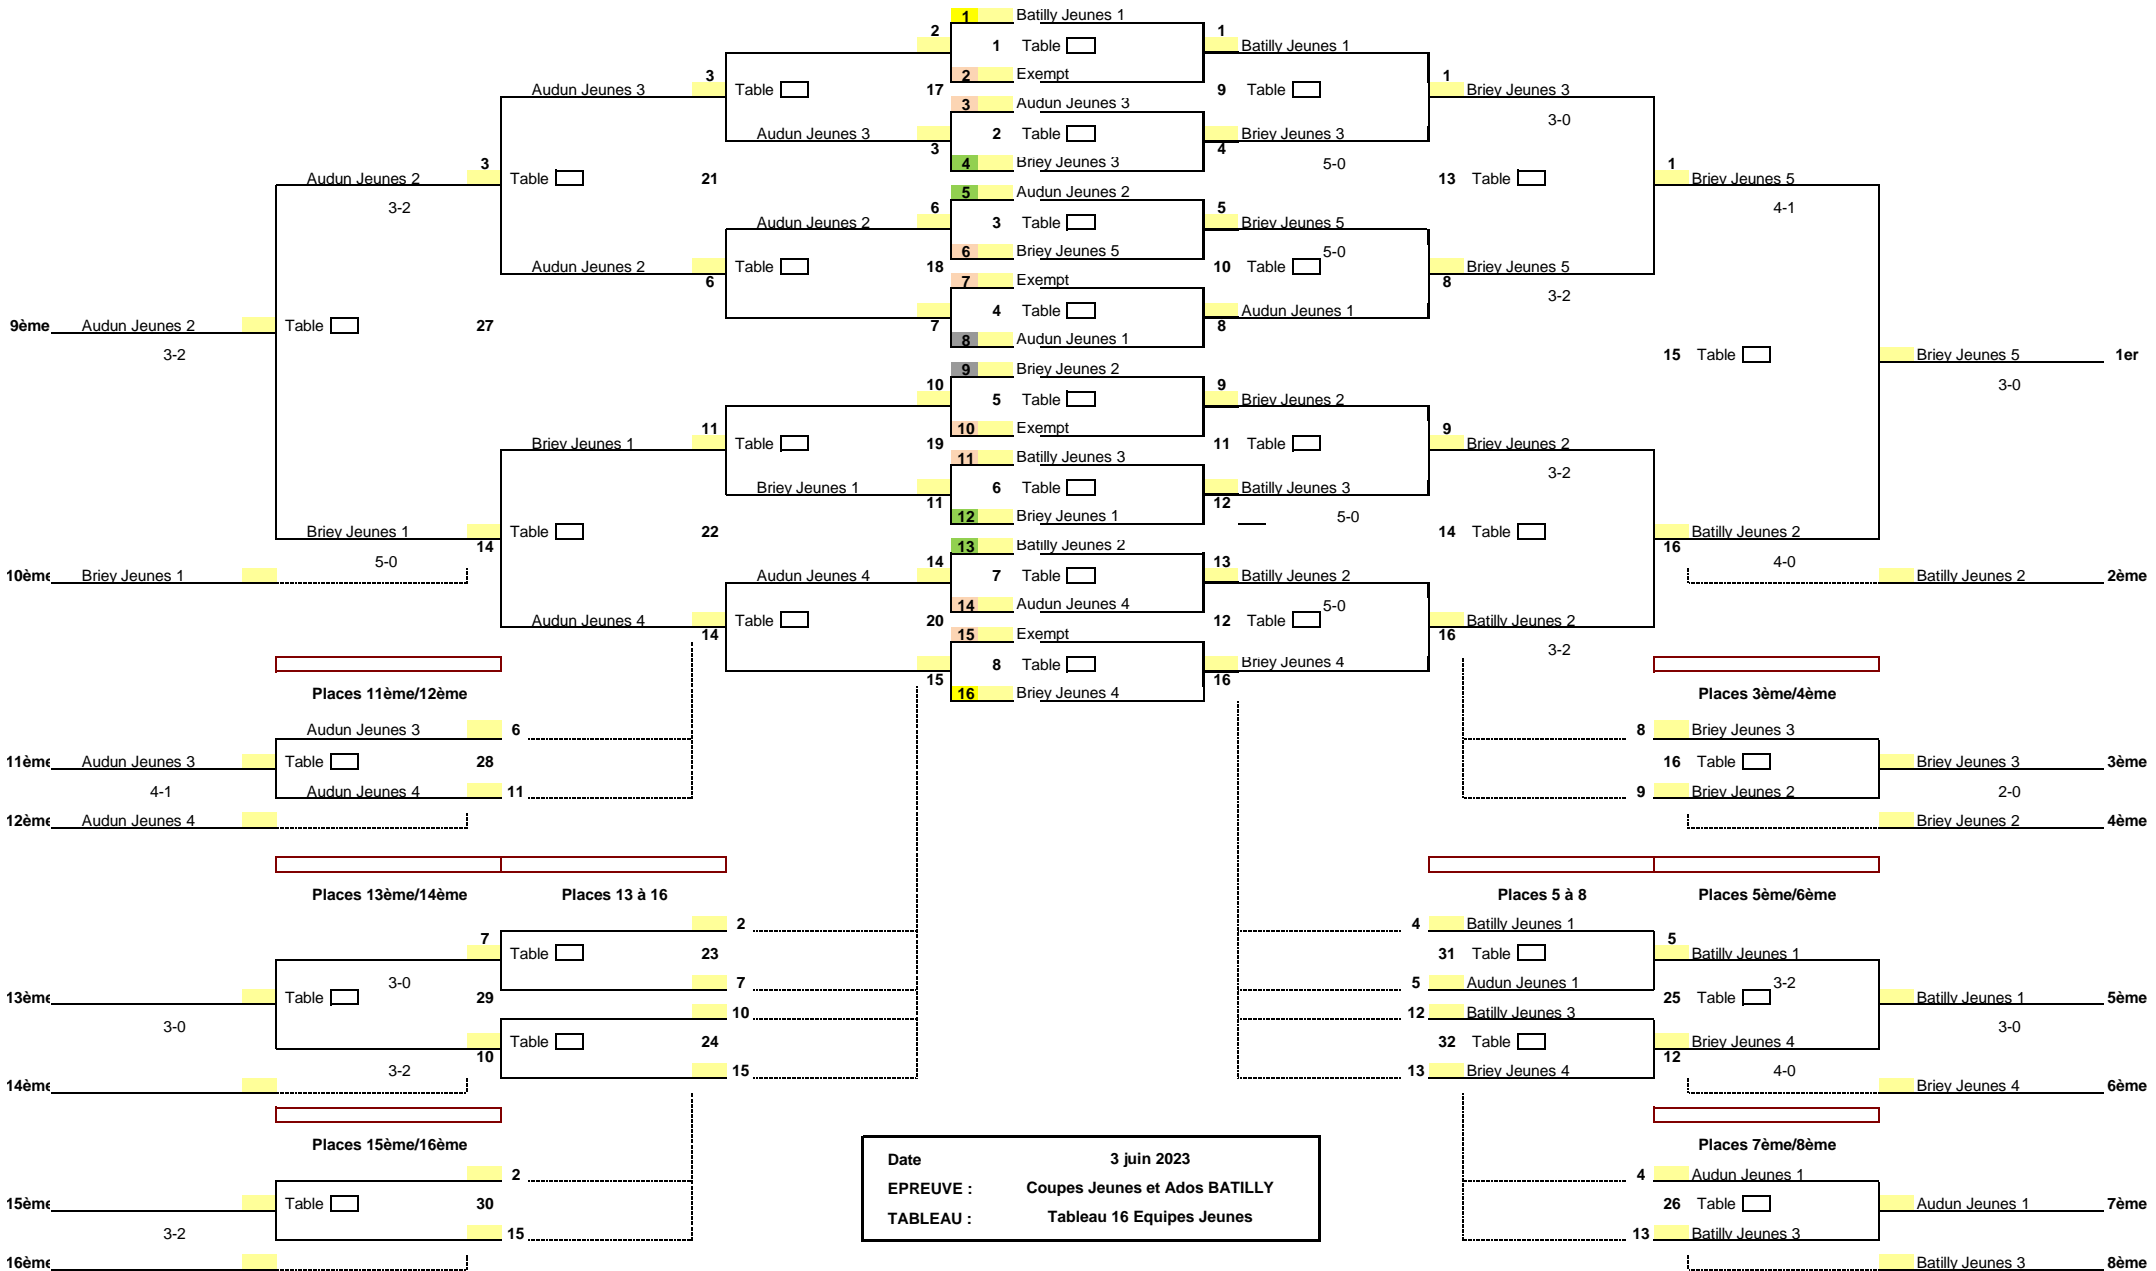 1 Batilly Jeunes 1
2 1
1 Table Batilly Jeunes 1
3 2 Exempt 1
Audun Jeunes 3 Table 17 9 Table Briey Jeunes 3
3 Audun Jeunes 3
3-0
Audun Jeunes 3 2 Table Briey Jeunes 3
3 4
3 4 Briey Jeunes 3 5-0 1
Audun Jeunes 2 Table 21 13 Table Briey Jeunes 5
5 Audun Jeunes 2
3-2 6 5 4-1
Audun Jeunes 2 3 Table Briey Jeunes 5
6 Briey Jeunes 5 5-0
Audun Jeunes 2 Table 18 10 Table Briey Jeunes 5
6 7 Exempt 8
3-2
4 Table Audun Jeunes 1
9ème Audun Jeunes 2 Table 27 7 8
8 Audun Jeunes 1
3-2 15 Table Briey Jeunes 5 1er
9 Briey Jeunes 2
10 9 3-0
5 Table Briey Jeunes 2
11 10 Exempt 9
Briey Jeunes 1 Table 19 11 Table Briey Jeunes 2
11 Batilly Jeunes 3
3-2
Briey Jeunes 1 6 Table Batilly Jeunes 3
11 12
12 Briey Jeunes 1 5-0
Briey Jeunes 1 Table 22 14 Table Batilly Jeunes 2
14 13 Batilly Jeunes 2 16
5-0 14 13 4-0
10ème Briey Jeunes 1 Audun Jeunes 4 7 Table Batilly Jeunes 2 Batilly Jeunes 2 2ème
14 Audun Jeunes 4 5-0
Audun Jeunes 4 Table 20 12 Table Batilly Jeunes 2
14 15 Exempt 16
3-2
8 Table Briey Jeunes 4
15 16
Places 11ème/12ème 16 Briey Jeunes 4 Places 3ème/4ème
Audun Jeunes 3 6 8 Briey Jeunes 3
11ème Audun Jeunes 3 Table 28 16 Table Briey Jeunes 3 3ème
4-1 Audun Jeunes 4 11 9 Briey Jeunes 2 2-0
12ème Audun Jeunes 4 Briey Jeunes 2 4ème
Places 13ème/14ème Places 13 à 16 Places 5 à 8 Places 5ème/6ème
2 4 Batilly Jeunes 1
7 5
Table 23 31 Table Batilly Jeunes 1
3-0 7 5 Audun Jeunes 1 3-2
13ème Table 29 25 Table Batilly Jeunes 1 5ème
10 12 Batilly Jeunes 3
3-0 3-0
Table 24 32 Table Briey Jeunes 4
10 12
3-2 15 13 Briey Jeunes 4 4-0
14ème Briey Jeunes 4 6ème
Places 15ème/16ème Places 7ème/8ème
Date 3 juin 2023
2 4 Audun Jeunes 1
EPREUVE : Coupes Jeunes et Ados BATILLY
15ème Table 30 26 Table Audun Jeunes 1 7ème
TABLEAU : Tableau 16 Equipes Jeunes
3-2 15 13 Batilly Jeunes 3
16ème Batilly Jeunes 3 8ème